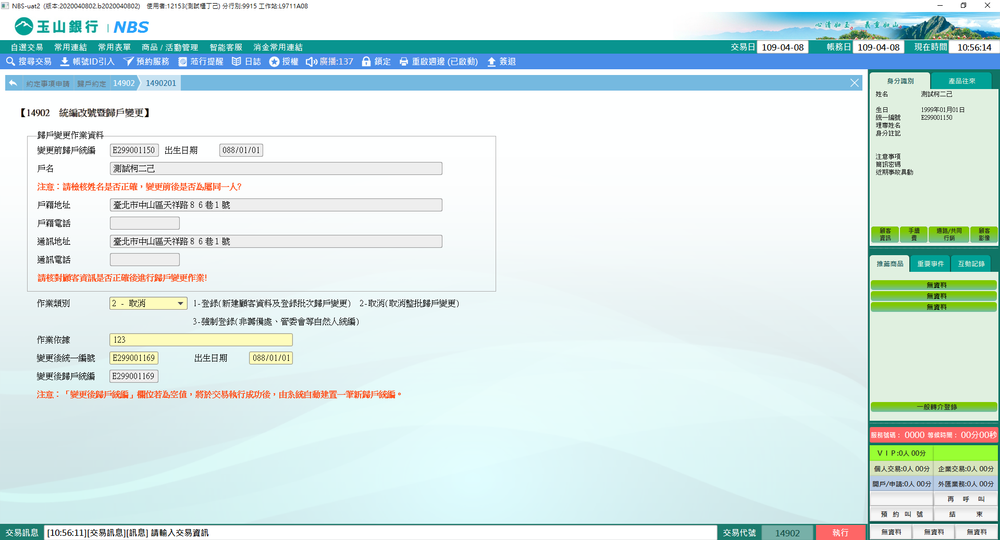 NBS-uat2 (版本:2020040802.b2020040802) 使用者:12153(測試櫃丁己) 分行別:9915 工作站:L9711A08
玉山銀行 | NBS
心清如玉。義重如山。
自選交易 常用連結 常用表單 商品 / 活動管理 智能客服 消金常用連結 交易日 109-04-08 帳務日 109-04-08 現在時間 10:56:14
搜尋交易 帳號ID引入 預約服務 蒞行提醒 日誌 授權 廣播:137 鎖定 重啟週邊 (已啟動) 簽退
約定事項申請 歸戶約定 14902 1490201
【14902 統編改號暨歸戶變更】
歸戶變更作業資料
變更前歸戶統編 E299001150 出生日期 088/01/01
戶名 測試柯二己
注意：請檢核姓名是否正確，變更前後是否為屬同一人?
戶籍地址 臺北市中山區天祥路８６巷１號
戶籍電話
通訊地址 臺北市中山區天祥路８６巷１號
通訊電話
請核對顧客資訊是否正確後進行歸戶變更作業!
作業類別 2 - 取消 1-登錄(新建顧客資料及登錄批次歸戶變更) 2-取消(取消整批歸戶變更)
3-強制登錄(非籌備處、管委會等自然人統編)
作業依據 123
變更後統一編號 E299001169 出生日期 088/01/01
變更後歸戶統編 E299001169
注意：「變更後歸戶統編」欄位若為空值，將於交易執行成功後，由系統自動建置一筆新歸戶統編。
身分識別 產品往來
姓名 測試柯二己
生日 1999年01月01日
統一編號 E299001150
理專姓名
身分註記
注意事項
簡訊密碼
近期事故異動
顧客資訊 手續費 通路/共同行銷 顧客影像
推薦商品 重要事件 互動記錄
無資料
無資料
無資料
一般轉介登錄
服務號碼： 0000 等候時間： 00分00秒
ＶＩＰ:0人 00分
個人交易:0人 00分 企業交易:0人 00分
開戶/申請:0人 00分 外匯業務:0人 00分
再 呼 叫
預 約 叫 號 結 束
無資料 無資料 無資料
交易訊息 [10:56:11][交易訊息][訊息] 請輸入交易資訊 交易代號 14902 執行